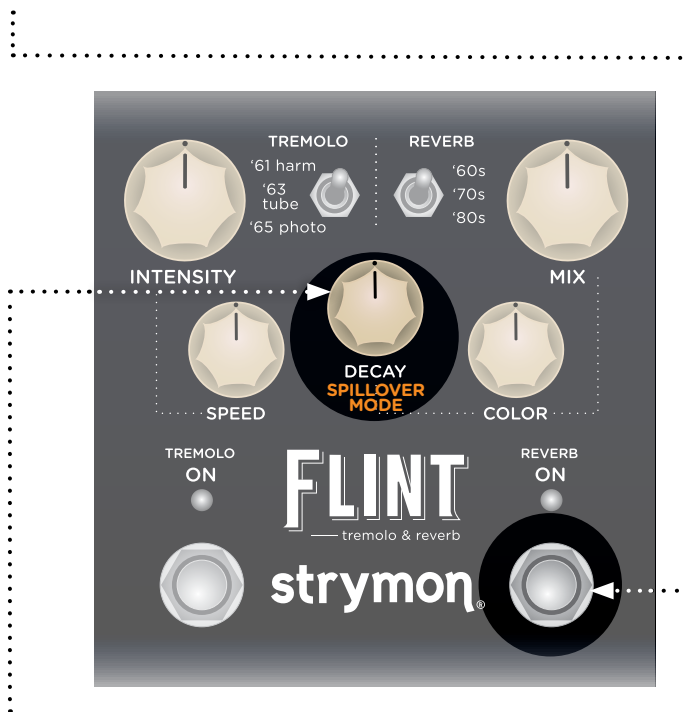 TREMOLO
REVERB
‘61 harm
‘63
tube
‘65 photo
‘60s
‘70s
‘80s
INTENSITY
MIX
DECAY
SPILLOVER
MODE
SPEED
COLOR
TREMOLO
ON
REVERB
ON
FLINT
tremolo & reverb
strymon®